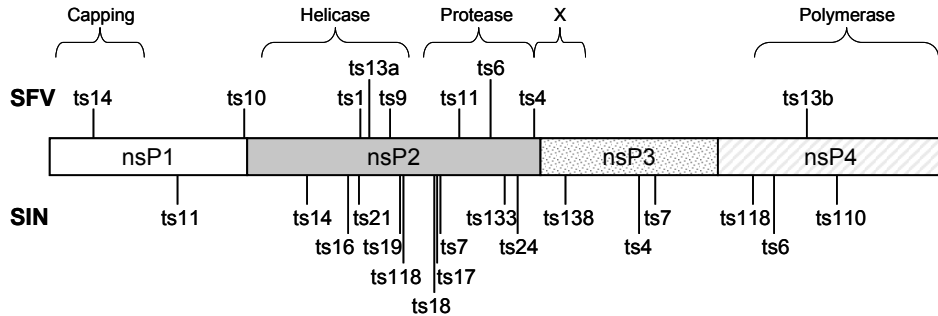 Capping Helicase Protease X Polymerase
ts13a ts6
SFV ts14 ts10 ts1 ts9 ts11 ts4 ts13b
nsP1 nsP2 nsP3 nsP4
SIN ts11 ts14 ts21 ts133 ts138 ts7 ts118 ts110
ts16 ts19 ts7 ts24 ts4 ts6
ts118 ts17
ts18